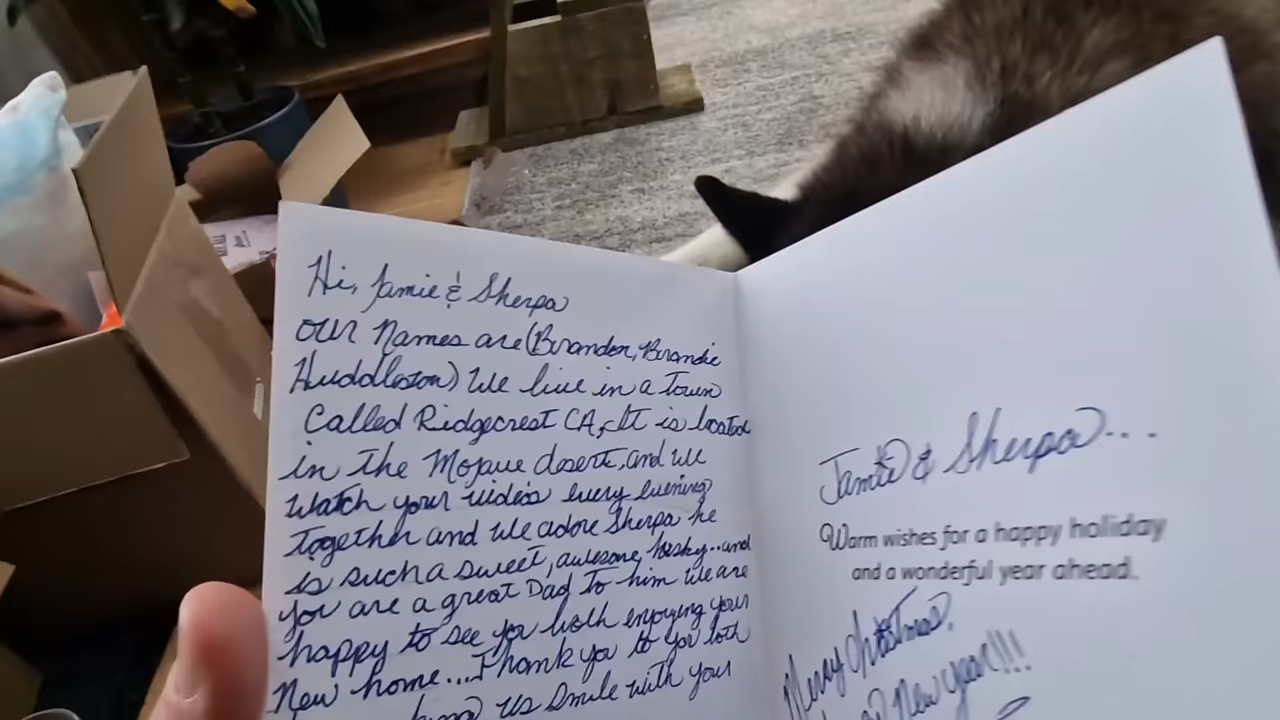 Hi, Jamie & Sherpa
OUR Names are (Brandon, Brandie
Huddleston) We live in a Town
Called Ridgecrest CA, It is located
in The Mojave desert, and we
Watch your video's every evening
Together and we adore Sherpa he
is such a sweet, awesome, husky...and
you are a great Dad To him We are
happy to see you both enjoying your
New home...Thank you to you both
us smile with your
Jamie & Sherpa...
Warm wishes for a happy holiday
and a wonderful year ahead.
Merry Christmas,
New year!!!